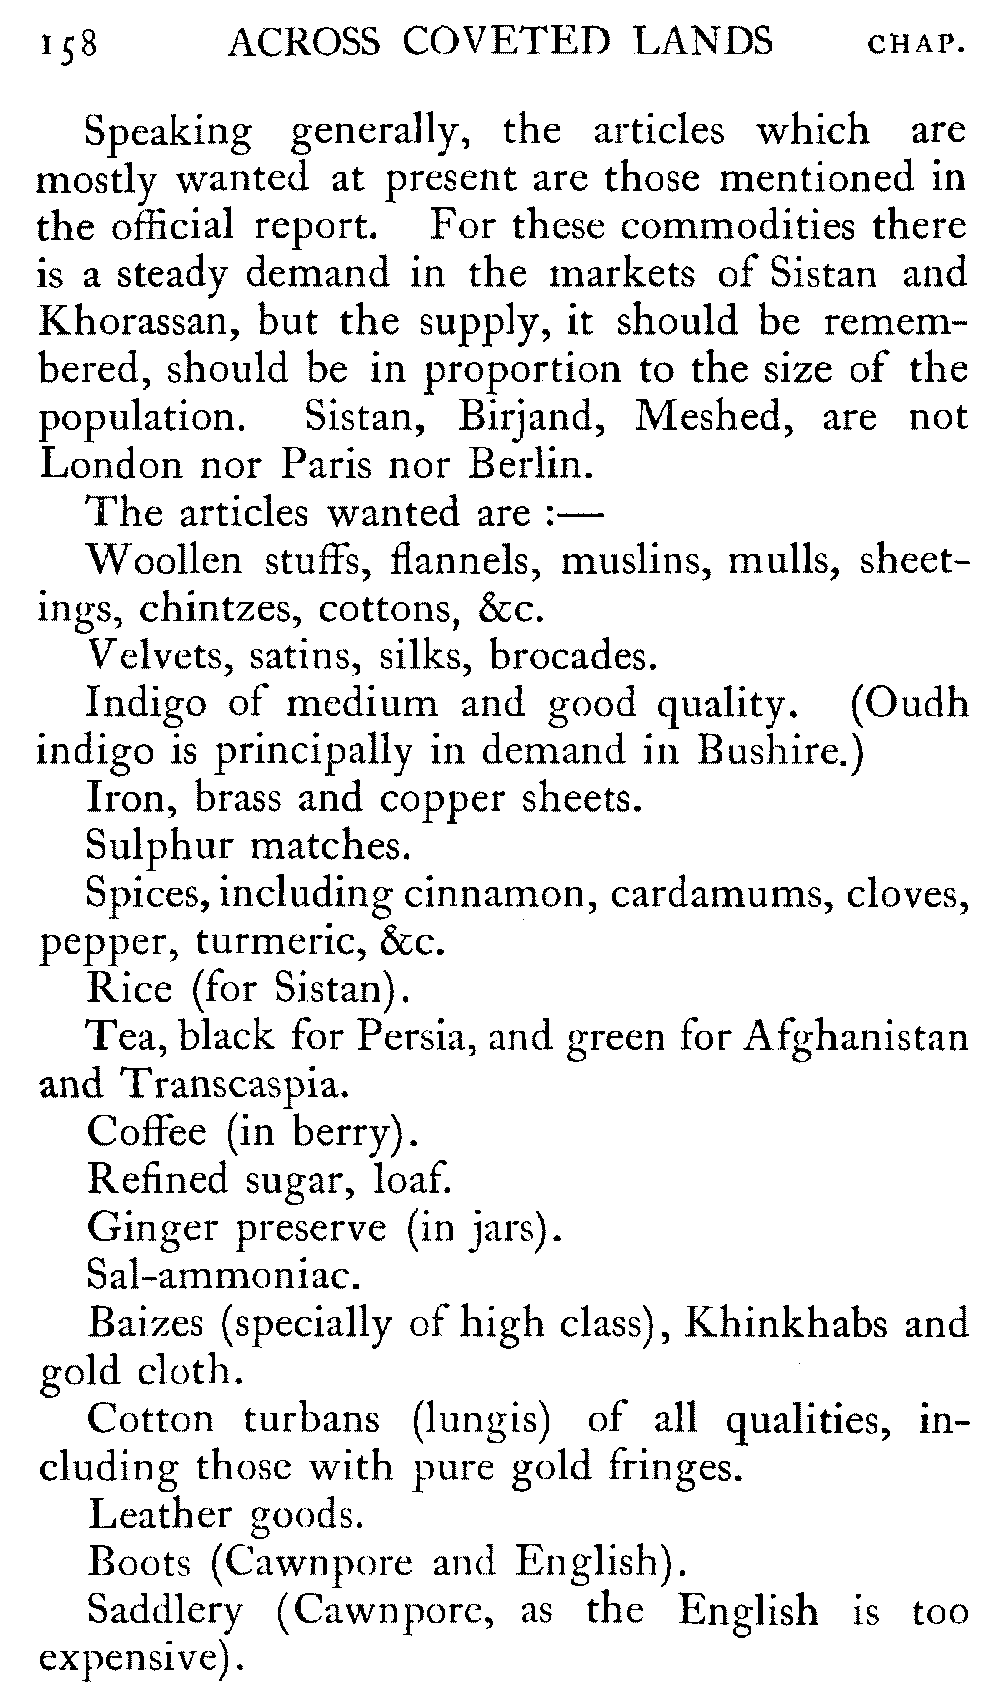 158 ACROSS COVETED LANDS CHAP.
Speaking generally, the articles which are
mostly wanted at present are those mentioned in
the official report. For these commodities there
is a steady demand in the markets of Sistan and
Khorassan, but the supply, it should be remem-
bered, should be in proportion to the size of the
population. Sistan, Birjand, Meshed, are not
London nor Paris nor Berlin.
The articles wanted are :—
Woollen stuffs, flannels, muslins, mulls, sheet-
ings, chintzes, cottons, &c.
Velvets, satins, silks, brocades.
Indigo of medium and good quality. (Oudh
indigo is principally in demand in Bushire.)
Iron, brass and copper sheets.
Sulphur matches.
Spices, including cinnamon, cardamums, cloves,
pepper, turmeric, &c.
Rice (for Sistan).
Tea, black for Persia, and green for Afghanistan
and Transcaspia.
Coffee (in berry).
Refined sugar, loaf.
Ginger preserve (in jars).
Sal-ammoniac.
Baizes (specially of high class), Khinkhabs and
gold cloth.
Cotton turbans (lungis) of all qualities, in-
cluding those with pure gold fringes.
Leather goods.
Boots (Cawnpore and English).
Saddlery (Cawnpore, as the English is too
expensive).